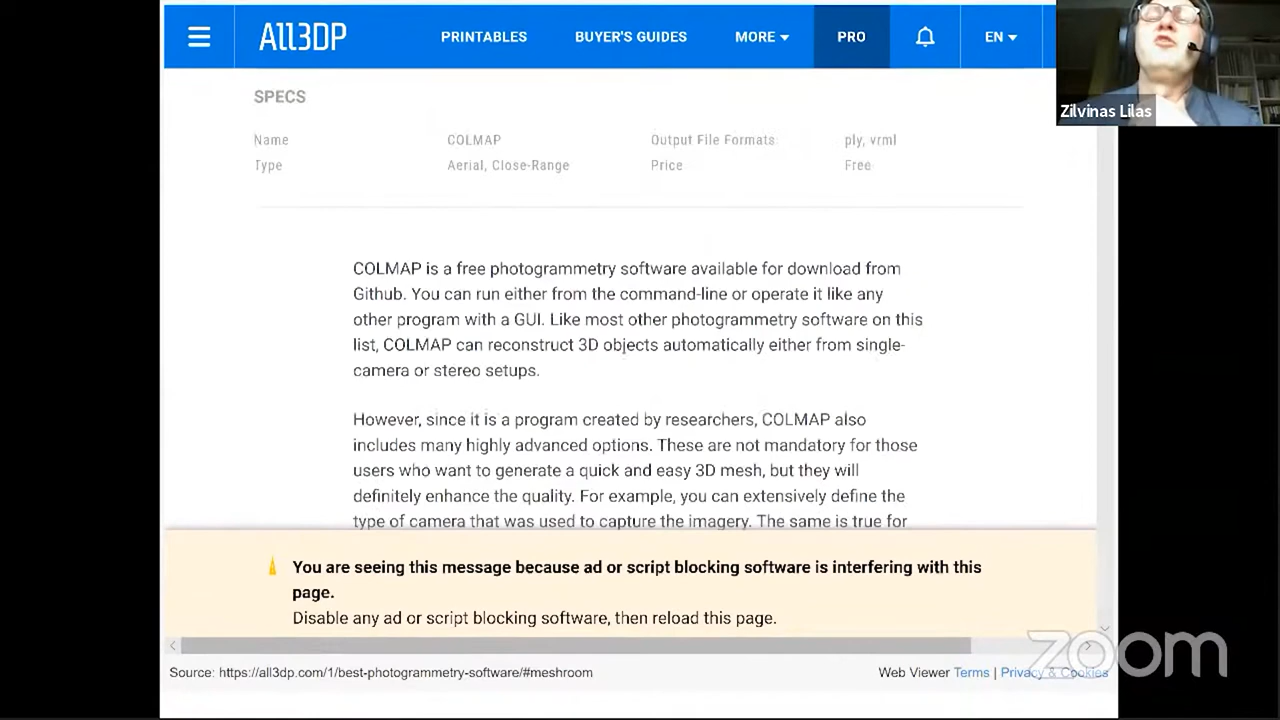 All3DP
PRINTABLES
BUYER'S GUIDES
MORE
PRO
EN
Zilvinas Lilas
SPECS
Name COLMAP Output File Formats: ply, vrml
Type Aerial, Close-Range Price Free
COLMAP is a free photogrammetry software available for download from
Github. You can run either from the command-line or operate it like any
other program with a GUI. Like most other photogrammetry software on this
list, COLMAP can reconstruct 3D objects automatically either from single-
camera or stereo setups.
However, since it is a program created by researchers, COLMAP also
includes many highly advanced options. These are not mandatory for those
users who want to generate a quick and easy 3D mesh, but they will
definitely enhance the quality. For example, you can extensively define the
type of camera that was used to capture the imagery. The same is true for
You are seeing this message because ad or script blocking software is interfering with this
page.
Disable any ad or script blocking software, then reload this page.
Source: https://all3dp.com/1/best-photogrammetry-software/#meshroom
Web Viewer Terms | Privacy & Cookies
zoom